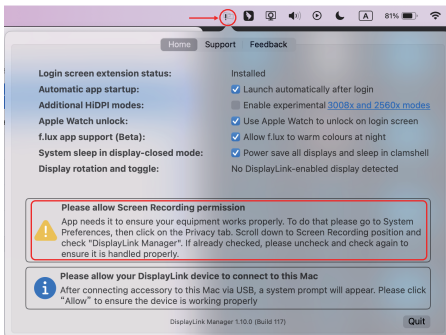 A 81%
Home Support Feedback
Login screen extension status: Installed
Automatic app startup: Launch automatically after login
Additional HiDPI modes: Enable experimental 3008x and 2560x modes
Apple Watch unlock: Use Apple Watch to unlock on login screen
f.lux app support (Beta): Allow f.lux to warm colours at night
System sleep in display-closed mode: Power save all displays and sleep in clamshell
Display rotation and toggle: No DisplayLink-enabled display detected
Please allow Screen Recording permission
App needs it to ensure your equipment works properly. To do that please go to System
Preferences, then click on the Privacy tab. Scroll down to Screen Recording position and
check "DisplayLink Manager". If already checked, please uncheck and check again to
ensure it is handled properly.
Please allow your DisplayLink device to connect to this Mac
After connecting accessory to this Mac via USB, a system prompt will appear. Please click
“Allow” to ensure the device is working properly
DisplayLink Manager 1.10.0 (Build 117)
Quit